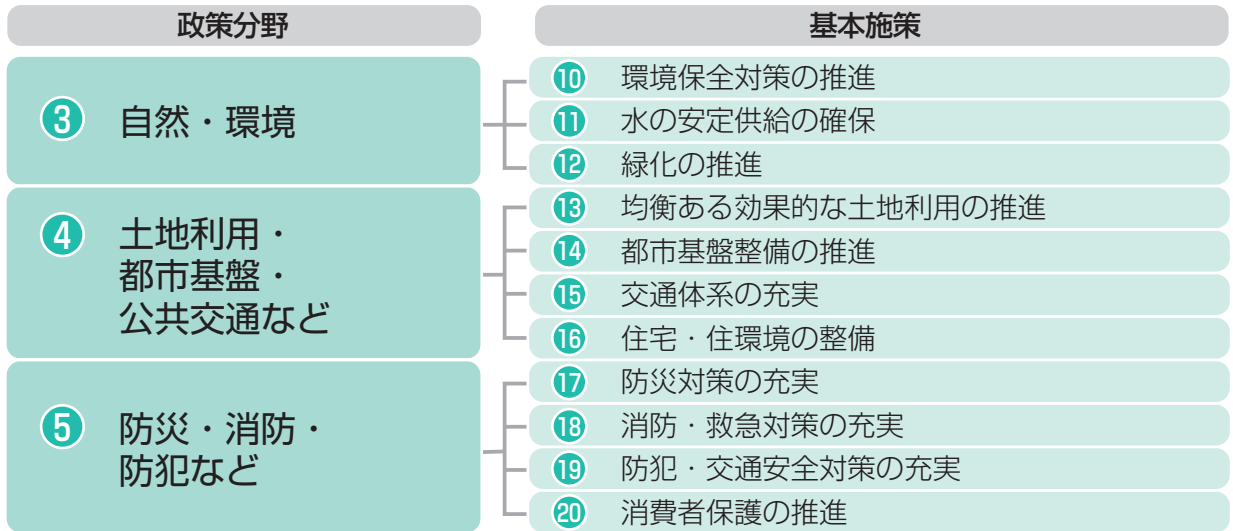 政策分野
基本施策
③ 自然・環境
⑩ 環境保全対策の推進
⑪ 水の安定供給の確保
⑫ 緑化の推進
④ 土地利用・
都市基盤・
公共交通など
⑬ 均衡ある効果的な土地利用の推進
⑭ 都市基盤整備の推進
⑮ 交通体系の充実
⑯ 住宅・住環境の整備
⑤ 防災・消防・
防犯など
⑰ 防災対策の充実
⑱ 消防・救急対策の充実
⑲ 防犯・交通安全対策の充実
⑳ 消費者保護の推進